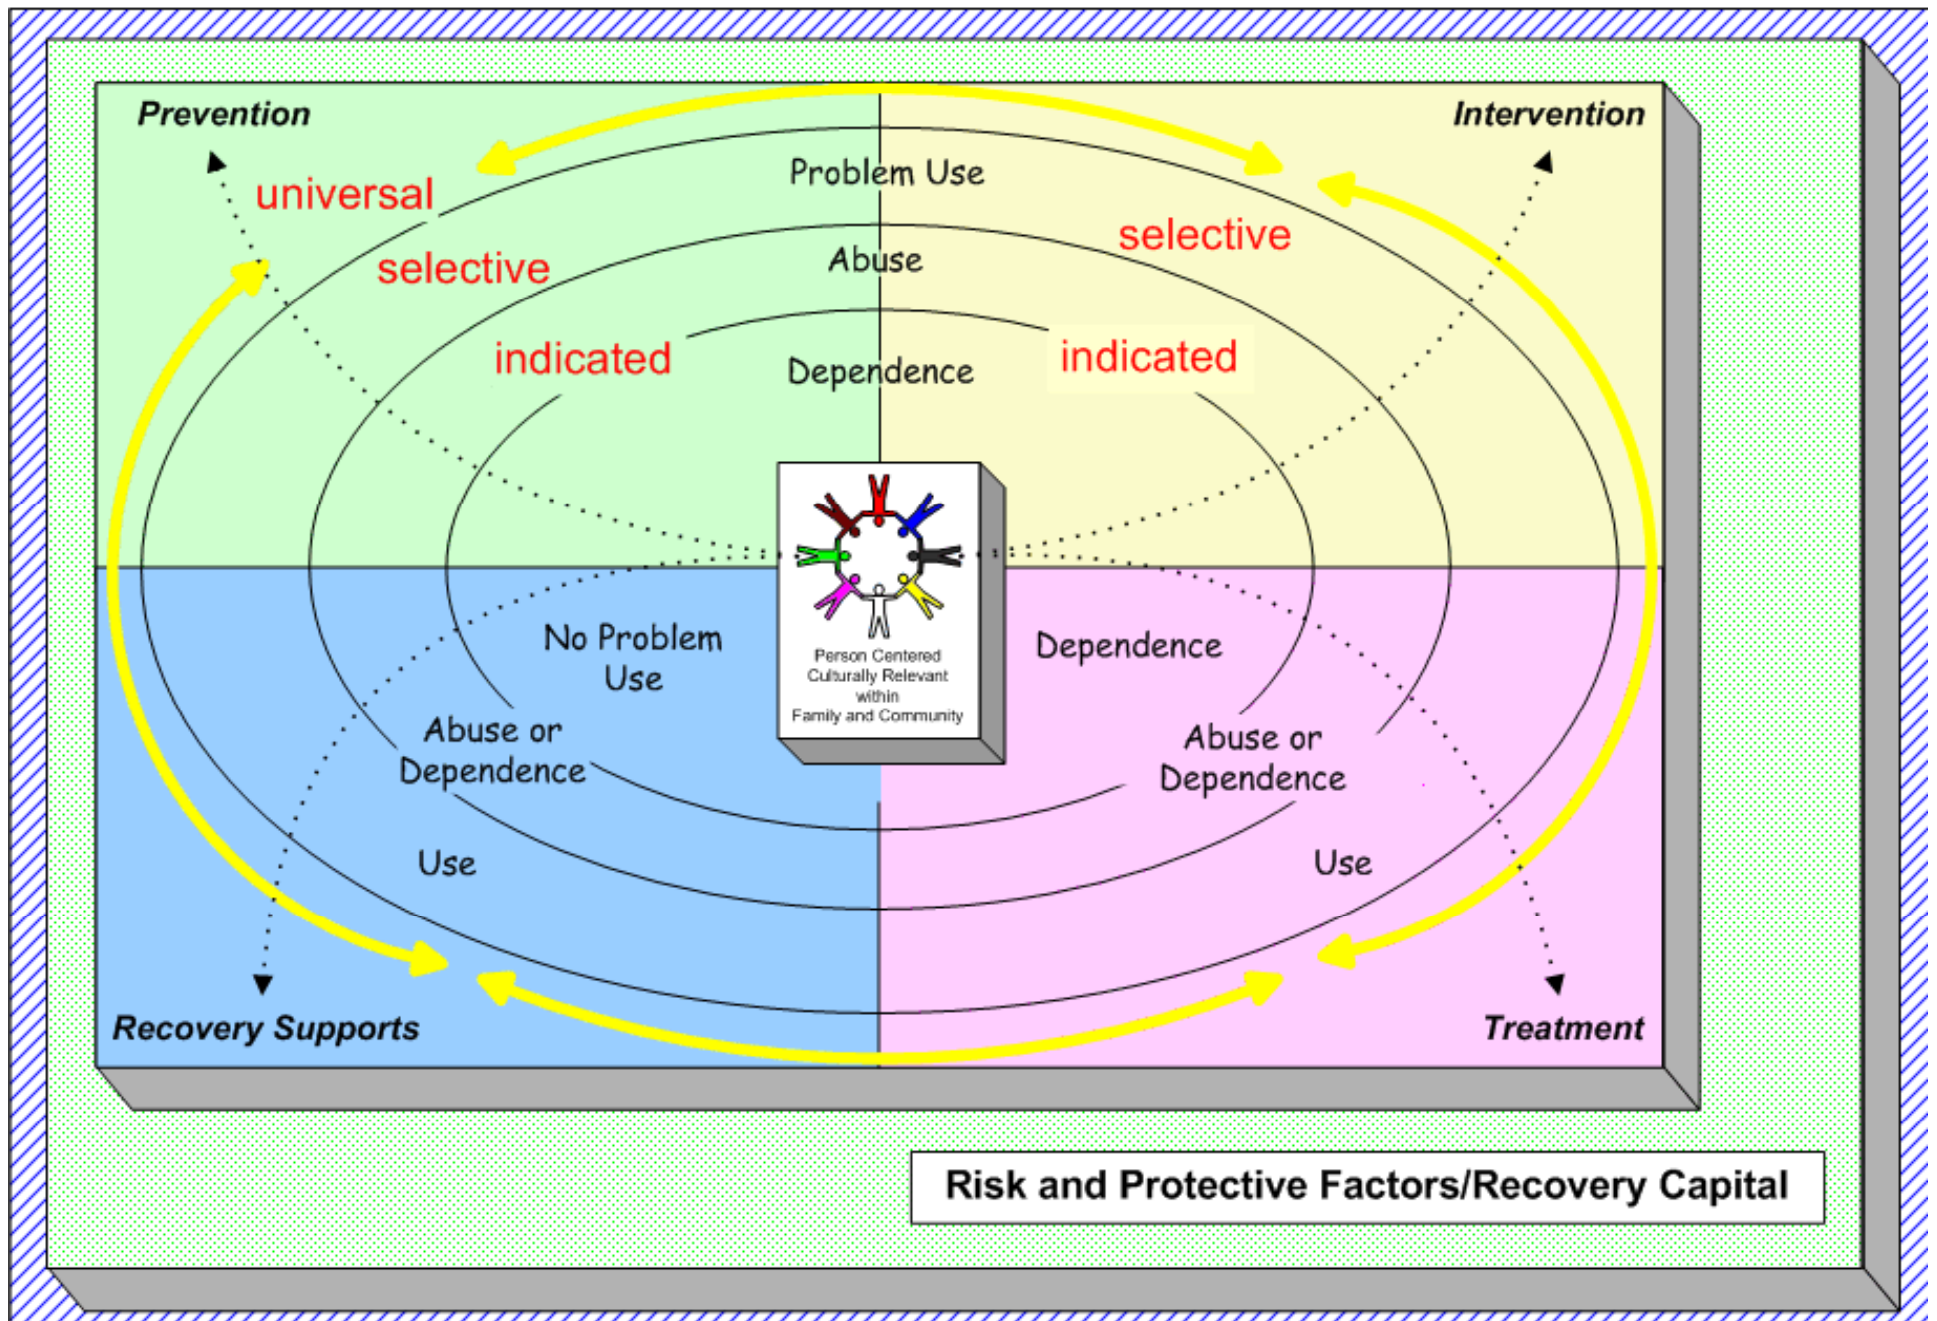 Prevention
Intervention
universal
Problem Use
selective
selective
Abuse
indicated
Dependence
indicated
Person Centered
Culturally Relevant
within
Family and Community
No Problem
Use
Dependence
Abuse or
Dependence
Abuse or
Dependence
Use
Use
Recovery Supports
Treatment
Risk and Protective Factors/Recovery Capital